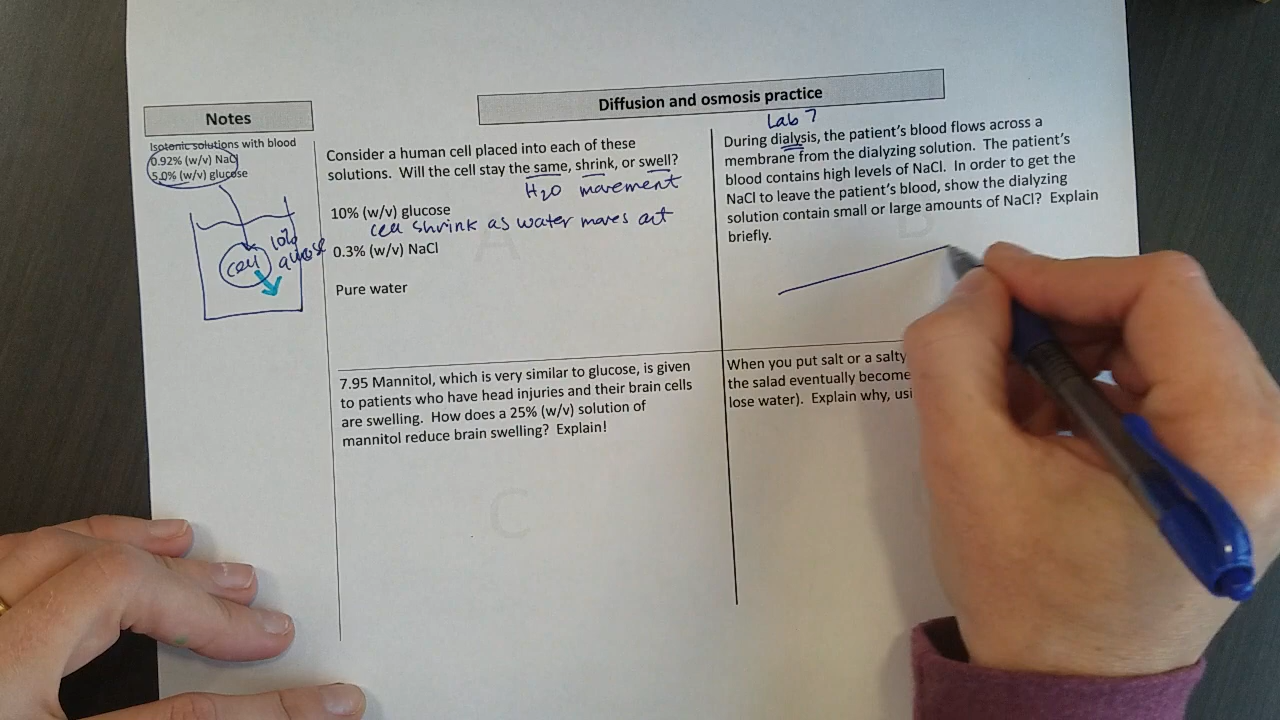 Notes
Diffusion and osmosis practice
Isotonic solutions with blood
0.92% (w/v) NaCl
5.0% (w/v) glucose
cell
10%
Consider a human cell placed into each of these
solutions. Will the cell stay the same, shrink, or swell?
H2O movement
10% (w/v) glucose
cell shrink as water moves out
0.3% (w/v) NaCl
Pure water
A
Lab 7
During dialysis, the patient's blood flows across a
membrane from the dialyzing solution. The patient's
blood contains high levels of NaCl. In order to get the
NaCl to leave the patient's blood, show the dialyzing
solution contain small or large amounts of NaCl? Explain
briefly.
B
7.95 Mannitol, which is very similar to glucose, is given
to patients who have head injuries and their brain cells
are swelling. How does a 25% (w/v) solution of
mannitol reduce brain swelling? Explain!
C
When you put salt or a salty
the salad eventually become
lose water). Explain why, usi